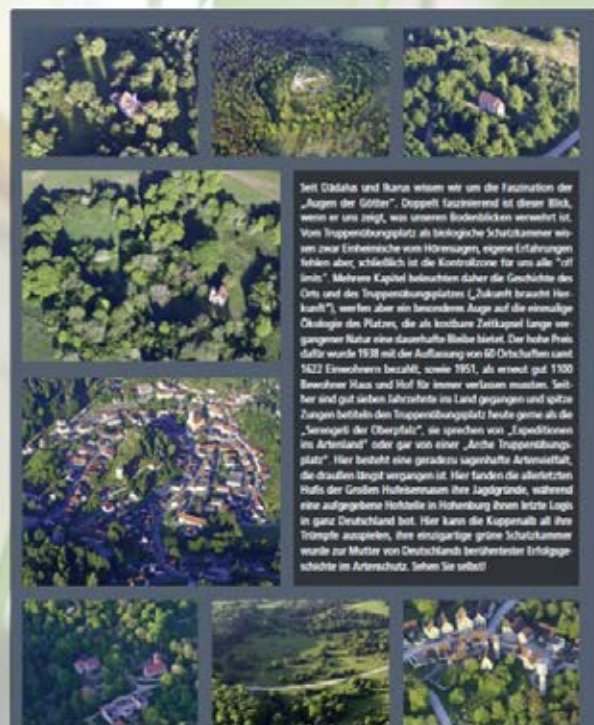 Seit Dädalus und Ikarus wissen wir um die Faszination der
„Augen der Götter". Doppelt faszinierend ist dieser Blick,
wenn er uns zeigt, was unseren Bodenblicken verwehrt ist.
Vom Truppenübungsplatz als biologische Schatzkammer wis-
sen zwar Einheimische vom Hörensagen, eigene Erfahrungen
fehlen aber, schließlich ist die Kontrollzone für uns alle "off
limits". Mehrere Kapitel beleuchten daher die Geschichte des
Orts und des Truppenübungsplatzes („Zukunft braucht Her-
kunft"), werfen aber ein besonderes Auge auf die einmalige
Ökologie des Platzes, die als kostbare Zeitkapsel lange ver-
gangener Natur eine dauerhafte Bleibe bietet. Der hohe Preis
dafür wurde 1938 mit der Auflassung von 60 Ortschaften samt
1622 Einwohnern bezahlt, sowie 1951, als erneut gut 1100
Bewohner Haus und Hof für immer verlassen mussten. Seit-
her sind gut sieben Jahrzehnte ins Land gegangen und spitze
Zungen betiteln den Truppenübungsplatz heute gerne als die
„Serengeti der Oberpfalz", sie sprechen von „Expeditionen
ins Artenland" oder gar von einer „Arche Truppenübungs-
platz". Hier besteht eine geradezu sagenhafte Artenvielfalt,
die draußen längst vergangen ist. Hier fanden die allerletzten
Hufis der Großen Hufeisennasen ihre Jagdgründe, während
eine aufgegebene Hofstelle in Hohenburg ihnen letzte Logis
in ganz Deutschland bot. Hier kann die Kuppenalb all ihre
Trümpfe ausspielen, ihre einzigartige grüne Schatzkammer
wurde zur Mutter von Deutschlands berühmtester Erfolgsge-
schichte im Artenschutz. Sehen Sie selbst!